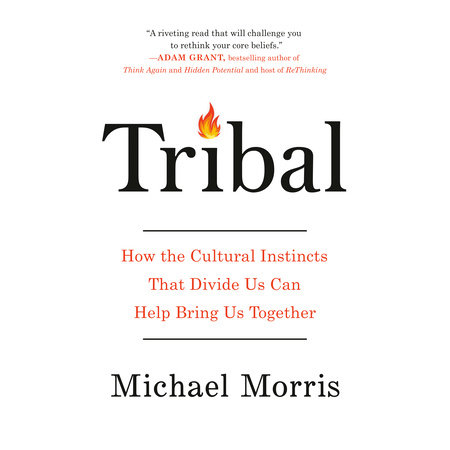 “A riveting read that will challenge you
to rethink your core beliefs.”
—ADAM GRANT, bestselling author of
Think Again and Hidden Potential and host of ReThinking
Tribal
How the Cultural Instincts
That Divide Us Can
Help Bring Us Together
Michael Morris